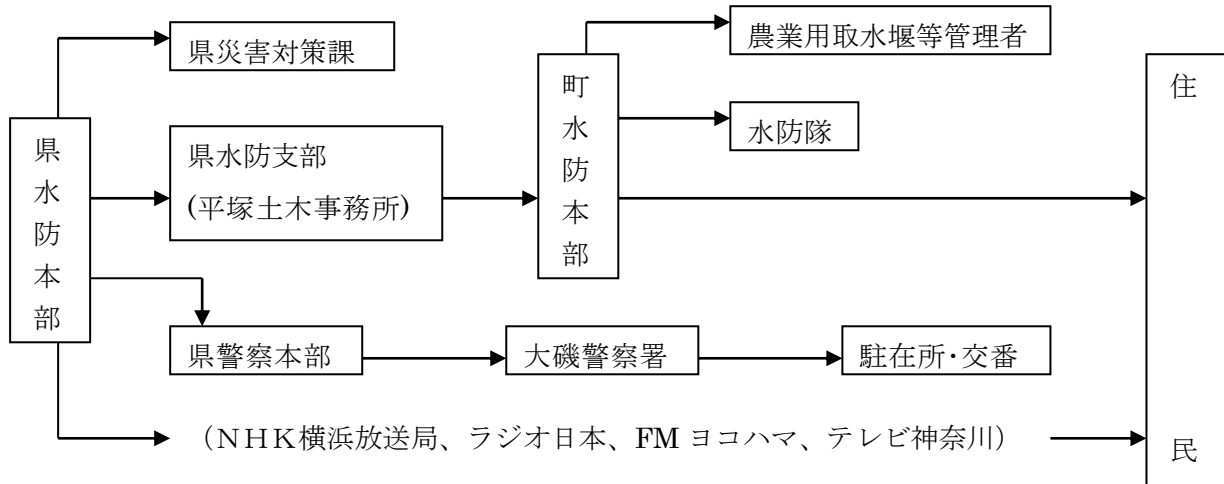 県災害対策課
農業用取水堰等管理者
県水防本部
県水防支部
(平塚土木事務所)
町水防本部
水防隊
住民
県警察本部
大磯警察署
駐在所・交番
（ＮＨＫ横浜放送局、ラジオ日本、FM ヨコハマ、テレビ神奈川）